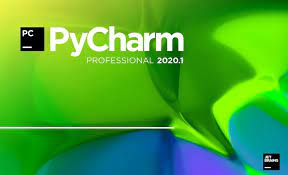 PC
PyCharm
PROFESSIONAL 2020.1
JET
BRAINS